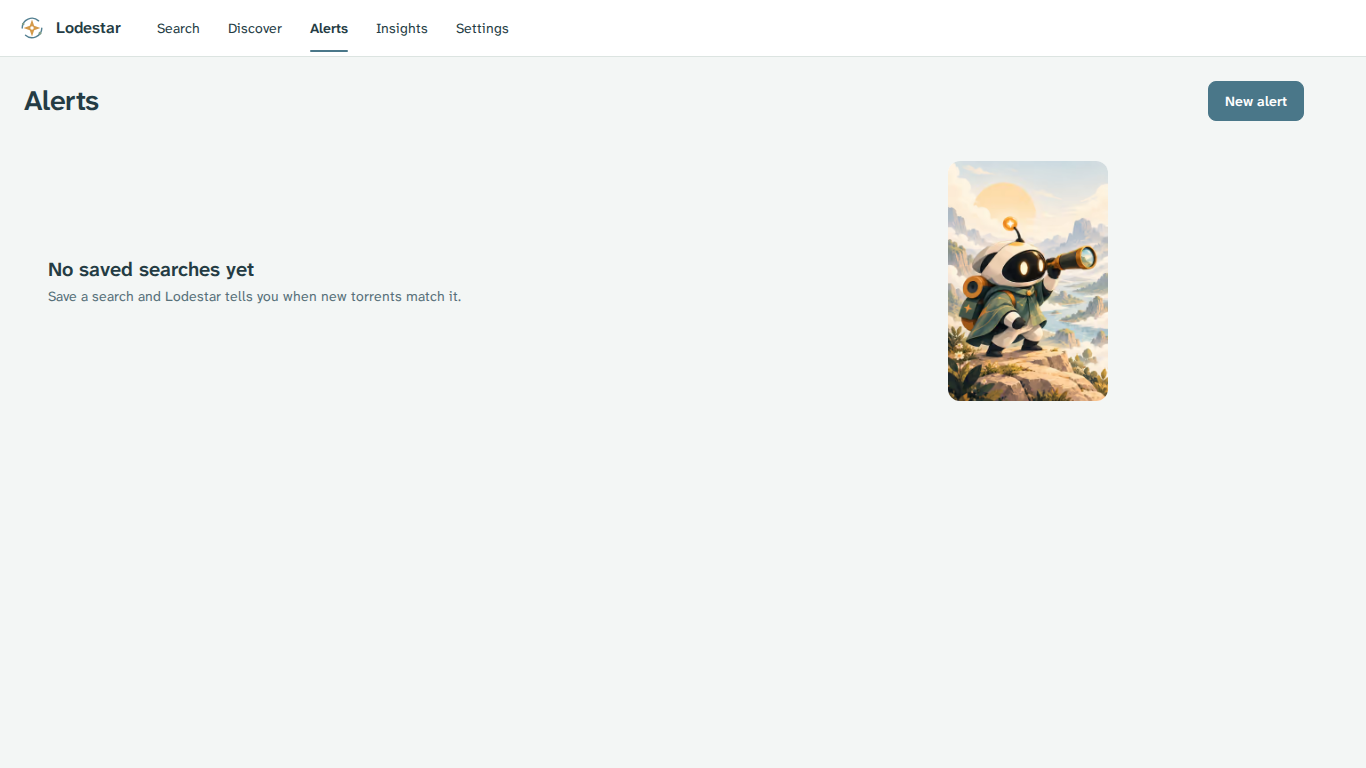 Lodestar
Search
Discover
Alerts
Insights
Settings
Alerts
New alert
No saved searches yet
Save a search and Lodestar tells you when new torrents match it.